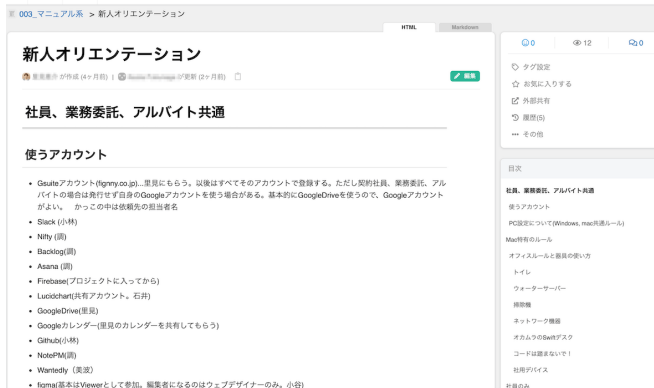 003_マニュアル系 > 新人オリエンテーション
HTML Markdown
新人オリエンテーション
が作成 (4ヶ月前) | が更新 (2ヶ月前)
編集
社員、業務委託、アルバイト共通
使うアカウント
• Gsuiteアカウント(fignny.co.jp)...里見にもらう。以後はすべてそのアカウントで登録する。ただし契約社員、業務委託、アル
バイトの場合は発行せず自身のGoogleアカウントを使う場合がある。基本的にGoogleDriveを使うので、Googleアカウント
がよい。 かっこの中は依頼先の担当者名
• Slack (小林)
• Nifty (調)
• Backlog(調)
• Asana (調)
• Firebase(プロジェクトに入ってから)
• Lucidchart(共有アカウント。石井)
• GoogleDrive(里見)
• Googleカレンダー(里見のカレンダーを共有してもらう)
• Github(小林)
• NotePM(調)
• Wantedly（美波）
• figma(基本はViewerとして参加。編集者になるのはウェブデザイナーのみ。小谷)
0 12 0
タグ設定
お気に入りする
外部共有
履歴(5)
••• その他
目次
社員、業務委託、アルバイト共通
使うアカウント
PC設定について(Windows, mac共通ルール)
Mac特有のルール
オフィスルールと器具の使い方
トイレ
ウォーターサーバー
掃除機
ネットワーク機器
オカムラのSwiftデスク
コードは踏まないで！
社用デバイス
社員のみ